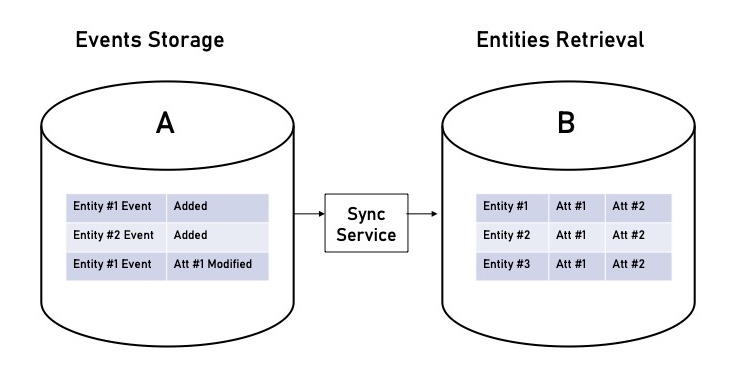 Events Storage
Entities Retrieval
A
B
Entity #1 Event Added
Entity #2 Event Added
Entity #1 Event Att #1 Modified
Sync
Service
Entity #1 Att #1 Att #2
Entity #2 Att #1 Att #2
Entity #3 Att #1 Att #2